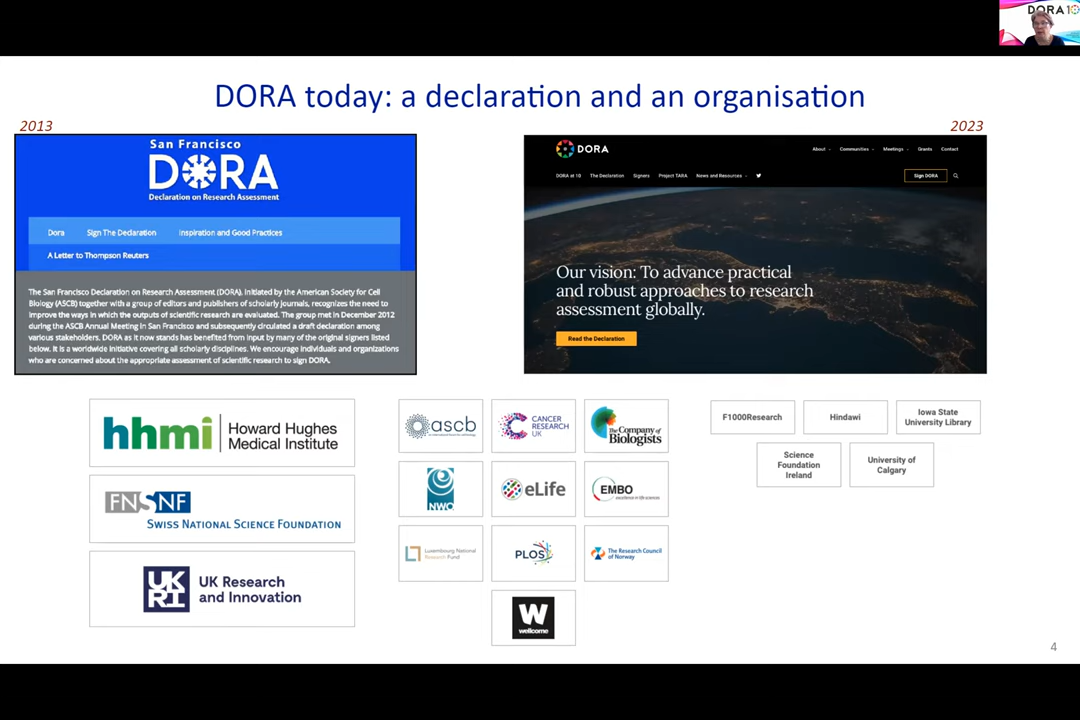 DORA 10
DORA today: a declaration and an organisation
2013
San Francisco
DORA
Declaration on Research Assessment
Dora
Sign The Declaration
Inspiration and Good Practices
A Letter to Thompson Reuters
The San Francisco Declaration on Research Assessment (DORA), initiated by the American Society for Cell
Biology (ASCB) together with a group of editors and publishers of scholarly journals, recognizes the need to
improve the ways in which the outputs of scientific research are evaluated. The group met in December 2012
during the ASCB Annual Meeting in San Francisco and subsequently circulated a draft declaration among
various stakeholders. DORA as it now stands has benefited from input by many of the original signers listed
below. It is a worldwide initiative covering all scholarly disciplines. We encourage individuals and organizations
who are concerned about the appropriate assessment of scientific research to sign DORA.
2023
DORA
About
Communities
Meetings
Grants
Contact
DORA at 10
The Declaration
Signers
Project TARA
News and Resources
Sign DORA
Our vision: To advance practical
and robust approaches to research
assessment globally.
Read the Declaration
hhmi
Howard Hughes
Medical Institute
FNSNF
SWISS NATIONAL SCIENCE FOUNDATION
UKRI
UK Research
and Innovation
ascb
CANCER
RESEARCH
UK
The Company of
Biologists
NWO
eLife
EMBO
excellence in life sciences
Luxembourg National
Research Fund
PLOS
The Research Council
of Norway
W
wellcome
F1000Research
Hindawi
Iowa State
University Library
Science
Foundation
Ireland
University of
Calgary
4